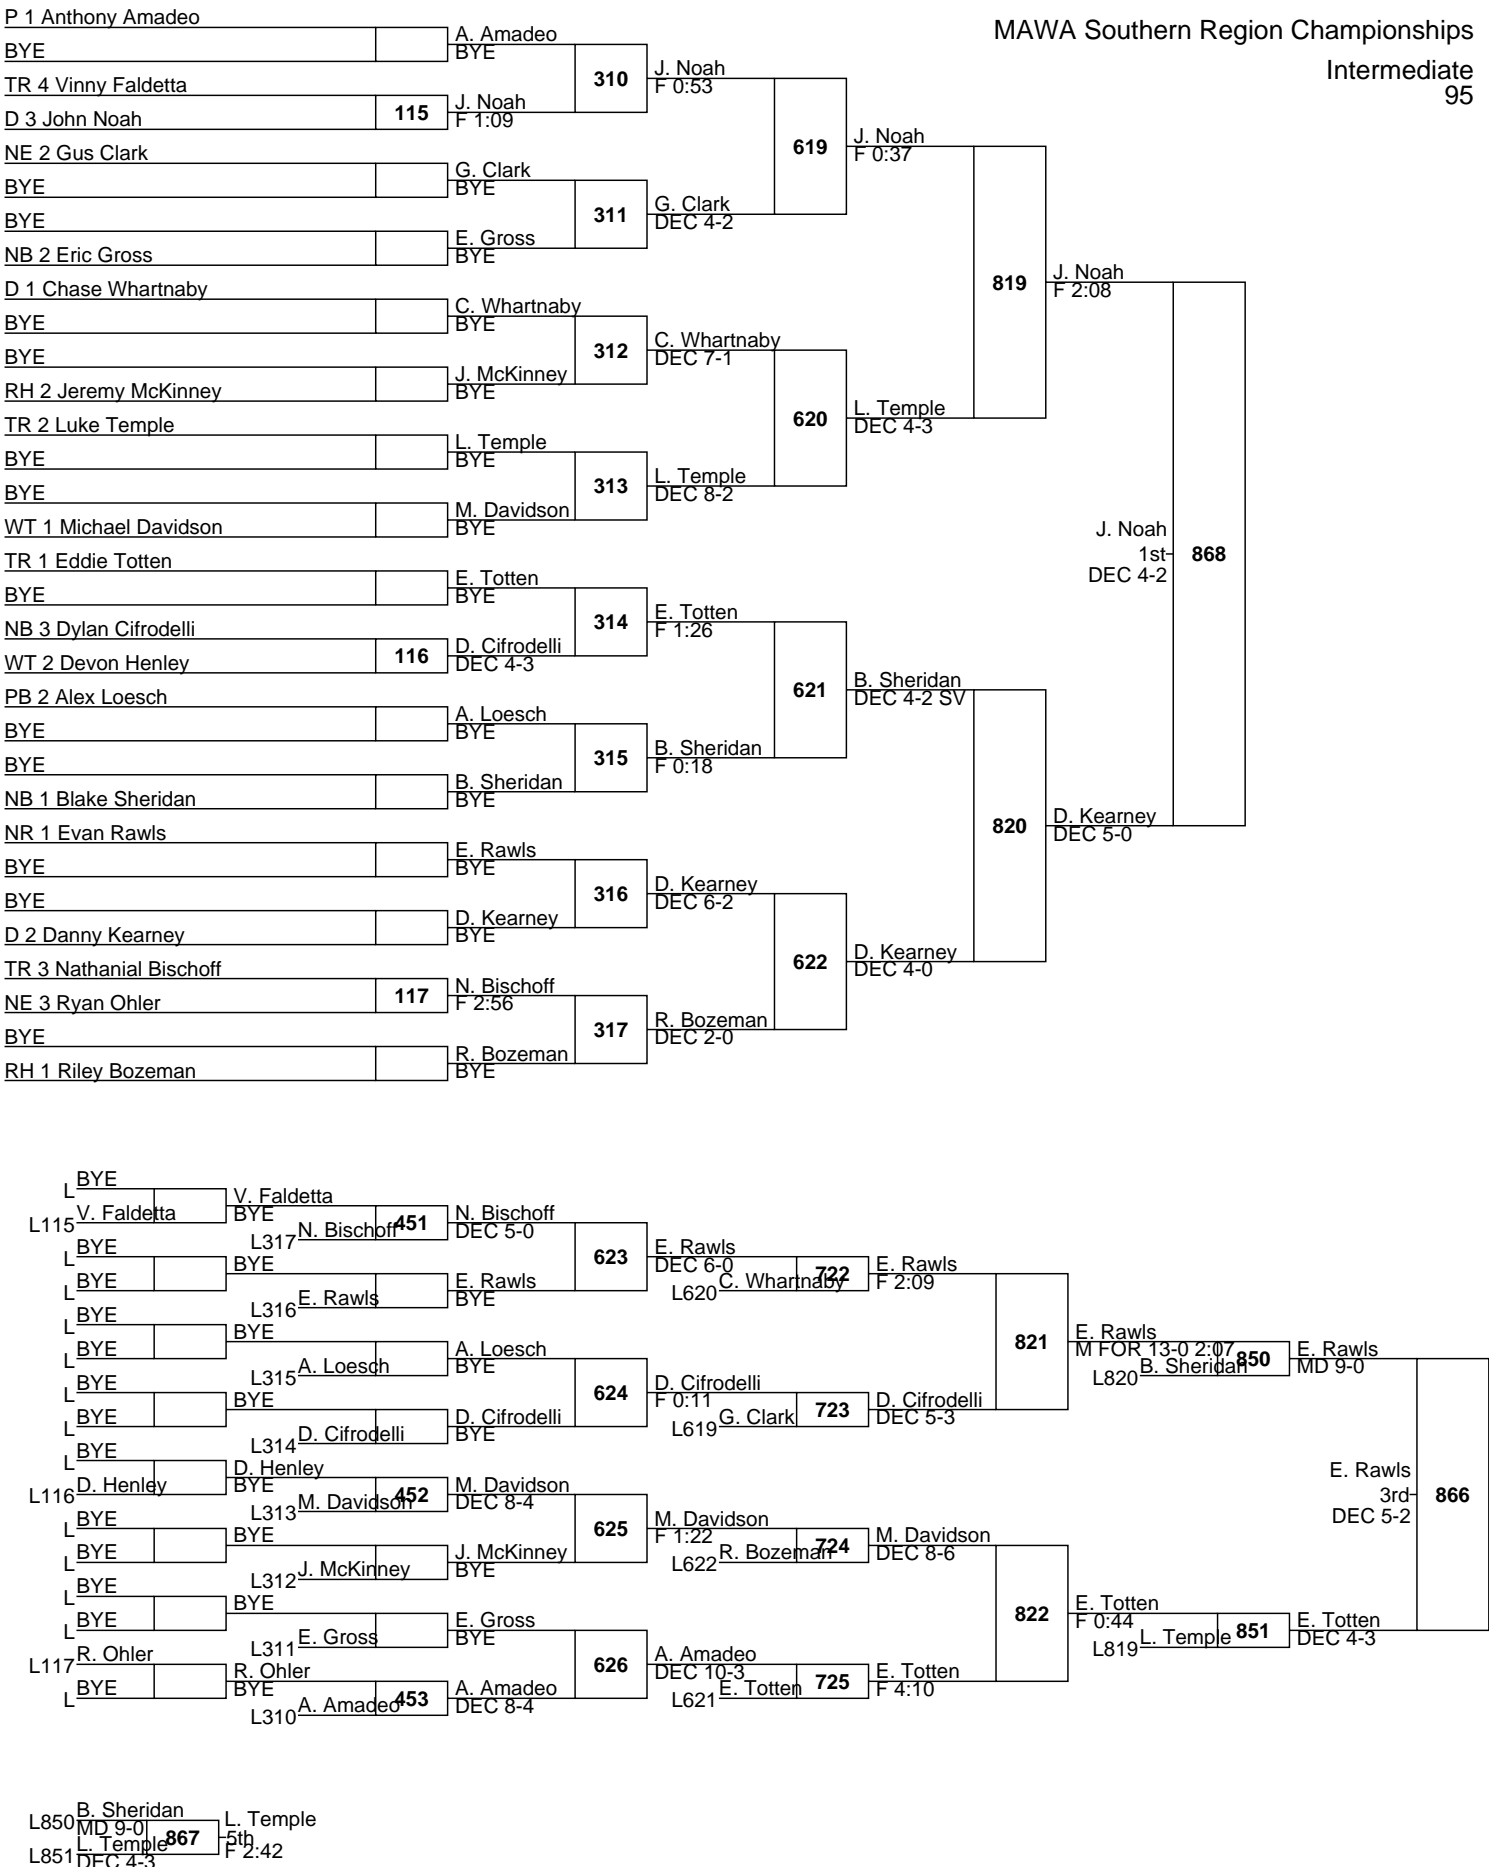 MAWA Southern Region Championships
Intermediate
95
P 1 Anthony Amadeo
BYE
TR 4 Vinny Faldetta
D 3 John Noah
NE 2 Gus Clark
BYE
BYE
NB 2 Eric Gross
D 1 Chase Whartnaby
BYE
BYE
RH 2 Jeremy McKinney
TR 2 Luke Temple
BYE
BYE
WT 1 Michael Davidson
TR 1 Eddie Totten
BYE
NB 3 Dylan Cifrodelli
WT 2 Devon Henley
PB 2 Alex Loesch
BYE
BYE
NB 1 Blake Sheridan
NR 1 Evan Rawls
BYE
BYE
D 2 Danny Kearney
TR 3 Nathanial Bischoff
NE 3 Ryan Ohler
BYE
RH 1 Riley Bozeman
115
116
117
A. Amadeo
BYE
J. Noah
F 1:09
G. Clark
BYE
E. Gross
BYE
C. Whartnaby
BYE
J. McKinney
BYE
L. Temple
BYE
M. Davidson
BYE
E. Totten
BYE
D. Cifrodelli
DEC 4-3
A. Loesch
BYE
B. Sheridan
BYE
E. Rawls
BYE
D. Kearney
BYE
N. Bischoff
F 2:56
R. Bozeman
BYE
310
311
312
313
314
315
316
317
J. Noah
F 0:53
G. Clark
DEC 4-2
C. Whartnaby
DEC 7-1
L. Temple
DEC 8-2
E. Totten
F 1:26
B. Sheridan
F 0:18
D. Kearney
DEC 6-2
R. Bozeman
DEC 2-0
619
620
621
622
J. Noah
F 0:37
L. Temple
DEC 4-3
B. Sheridan
DEC 4-2 SV
D. Kearney
DEC 4-0
819
820
J. Noah
F 2:08
D. Kearney
DEC 5-0
J. Noah
1st
DEC 4-2
868
L BYE
L115 V. Faldetta
L BYE
L BYE
L BYE
L BYE
L BYE
L BYE
L BYE
L116 D. Henley
L BYE
L BYE
L BYE
L BYE
L117 R. Ohler
L BYE
V. Faldetta
BYE
L317 N. Bischoff
BYE
L316 E. Rawls
BYE
L315 A. Loesch
BYE
L314 D. Cifrodelli
D. Henley
BYE
L313 M. Davidson
BYE
L312 J. McKinney
BYE
L311 E. Gross
R. Ohler
BYE
L310 A. Amadeo
451
452
453
N. Bischoff
DEC 5-0
E. Rawls
BYE
A. Loesch
BYE
D. Cifrodelli
BYE
M. Davidson
DEC 8-4
J. McKinney
BYE
E. Gross
BYE
A. Amadeo
DEC 8-4
623
624
625
626
E. Rawls
DEC 6-0
L620 C. Whartnaby
D. Cifrodelli
F 0:11
L619 G. Clark
M. Davidson
F 1:22
L622 R. Bozeman
A. Amadeo
DEC 10-3
L621 E. Totten
722
723
724
725
E. Rawls
F 2:09
D. Cifrodelli
DEC 5-3
M. Davidson
DEC 8-6
E. Totten
F 4:10
821
822
E. Rawls
M FOR 13-0 2:07
L820 B. Sheridan
E. Totten
F 0:44
L819 L. Temple
850
851
E. Rawls
MD 9-0
E. Totten
DEC 4-3
E. Rawls
3rd
DEC 5-2
866
L850 B. Sheridan
MD 9-0
L851 L. Temple
DEC 4-3
867
L. Temple
5th
F 2:42